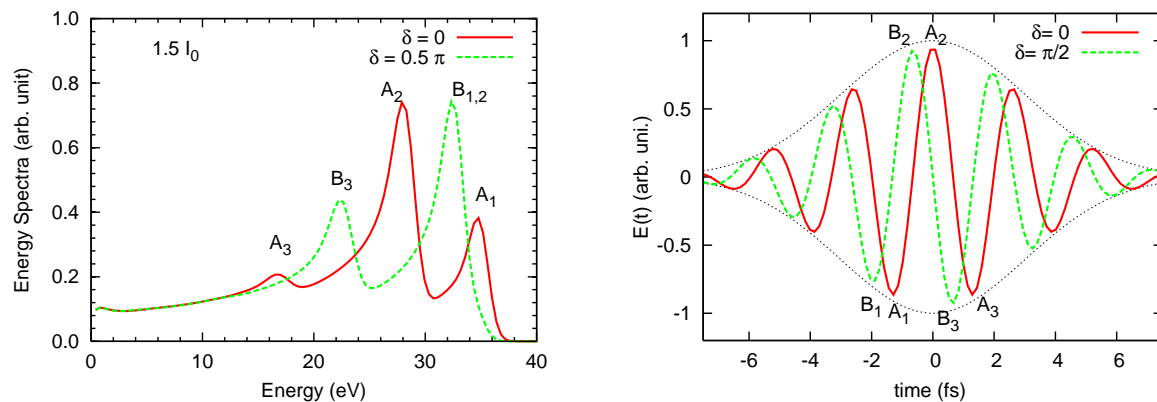 1.0
0.8
0.6
0.4
0.2
0.0
Energy Spectra (arb. unit)
1.5 I0
δ = 0
δ = 0.5 π
A2
B1,2
B3
A1
A3
0
10
20
30
40
Energy (eV)
1
0.5
0
-0.5
-1
E(t) (arb. uni.)
δ= 0
δ= π/2
B2
A2
B1
A1
B3
A3
-6
-4
-2
0
2
4
6
time (fs)